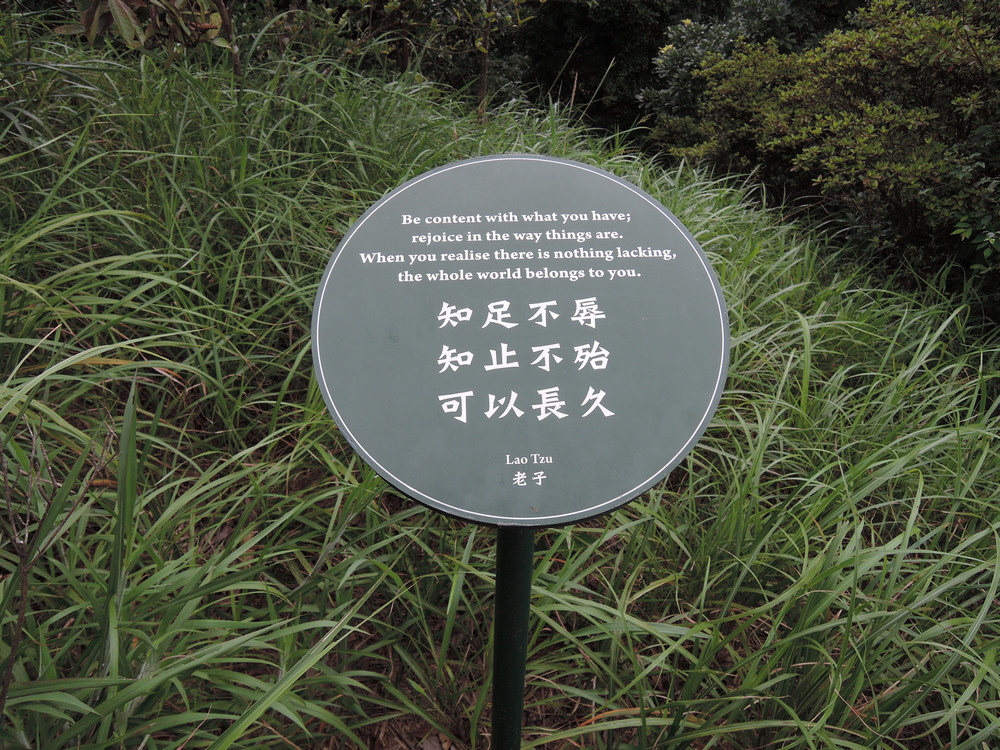 Be content with what you have;
rejoice in the way things are.
When you realise there is nothing lacking,
the whole world belongs to you.
知足不辱
知止不殆
可以長久
Lao Tzu
老子